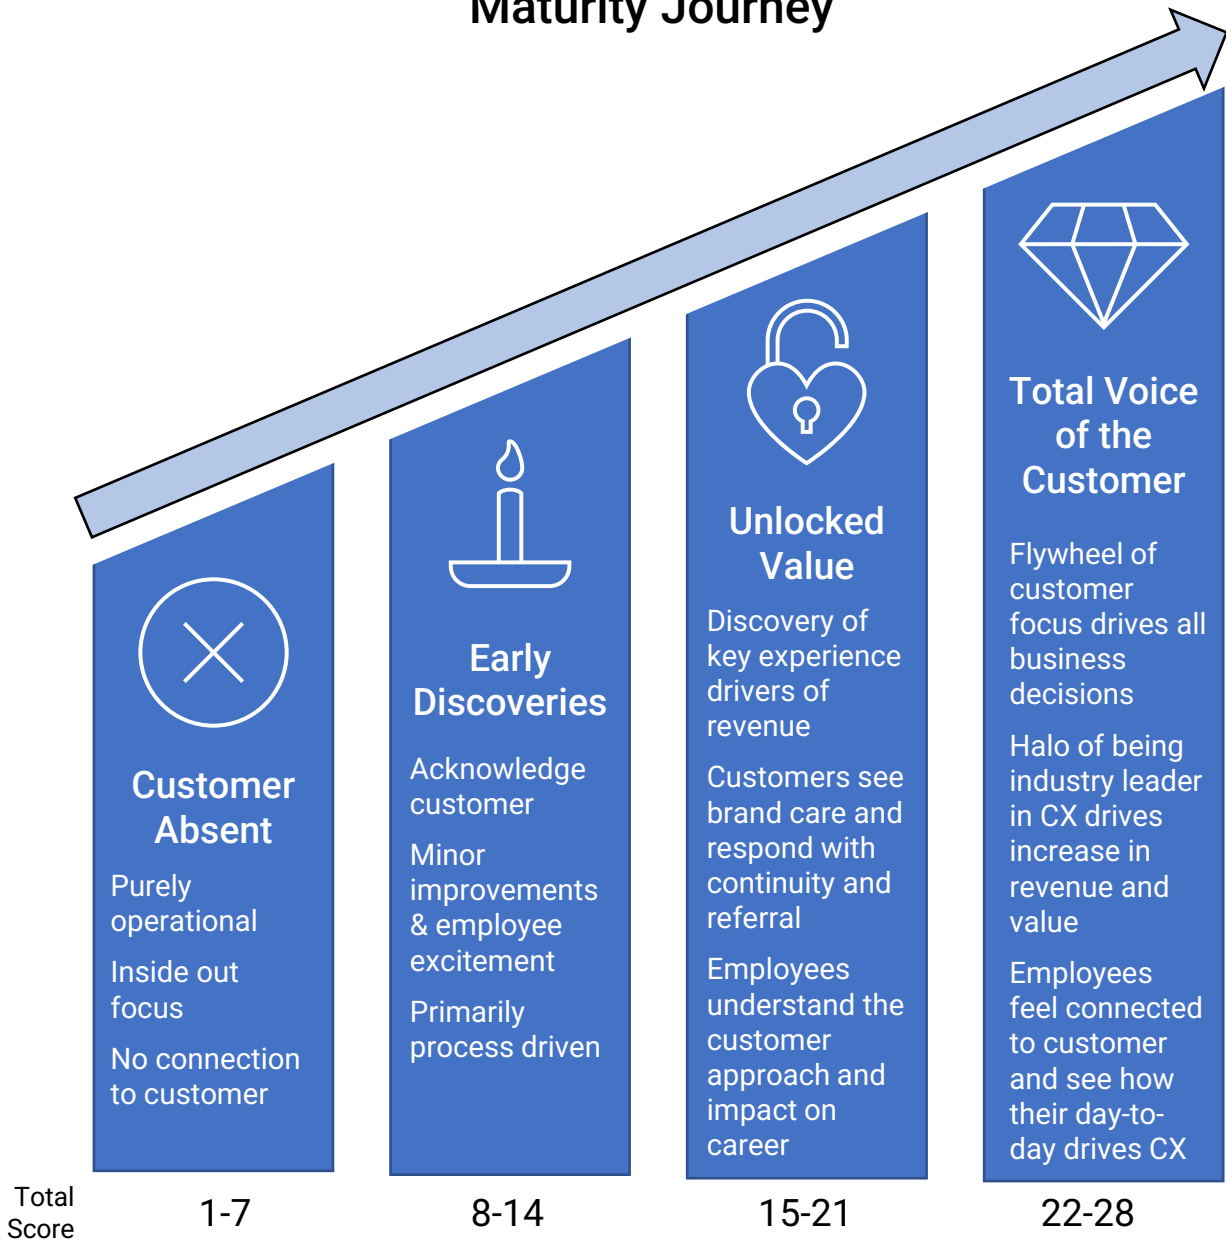 Maturity Journey
Customer
Absent
Purely
operational
Inside out
focus
No connection
to customer
Early
Discoveries
Acknowledge
customer
Minor
improvements
& employee
excitement
Primarily
process driven
Unlocked
Value
Discovery of
key experience
drivers of
revenue
Customers see
brand care and
respond with
continuity and
referral
Employees
understand the
customer
approach and
impact on
career
Total Voice
of the
Customer
Flywheel of
customer
focus drives all
business
decisions
Halo of being
industry leader
in CX drives
increase in
revenue and
value
Employees
feel connected
to customer
and see how
their day-to-
day drives CX
Total
Score
1-7
8-14
15-21
22-28